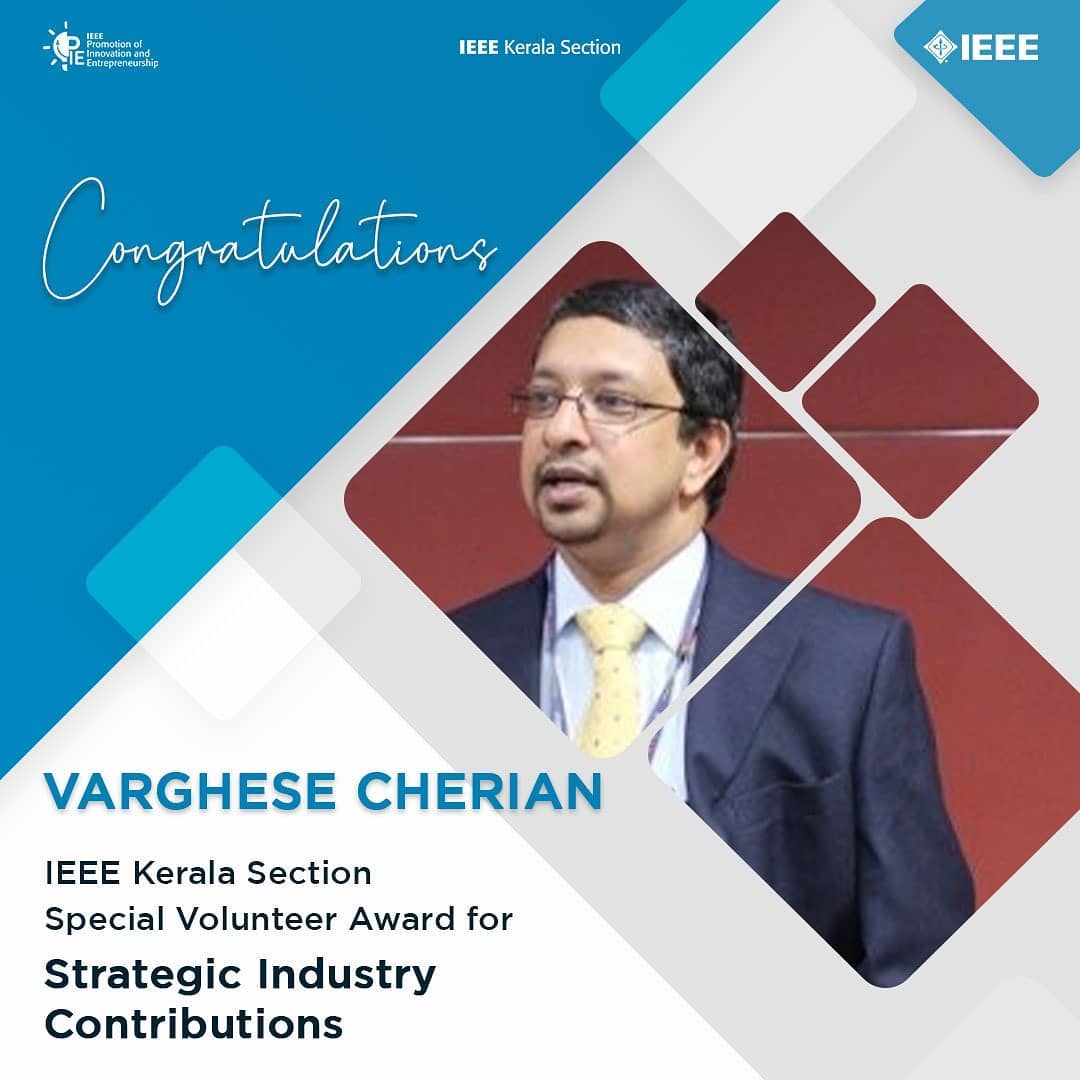 PIE
IEEE
Promotion of
Innovation and
Entrepreneurship
IEEE Kerala Section
IEEE
Congratulations
VARGHESE CHERIAN
IEEE Kerala Section
Special Volunteer Award for
Strategic Industry
Contributions